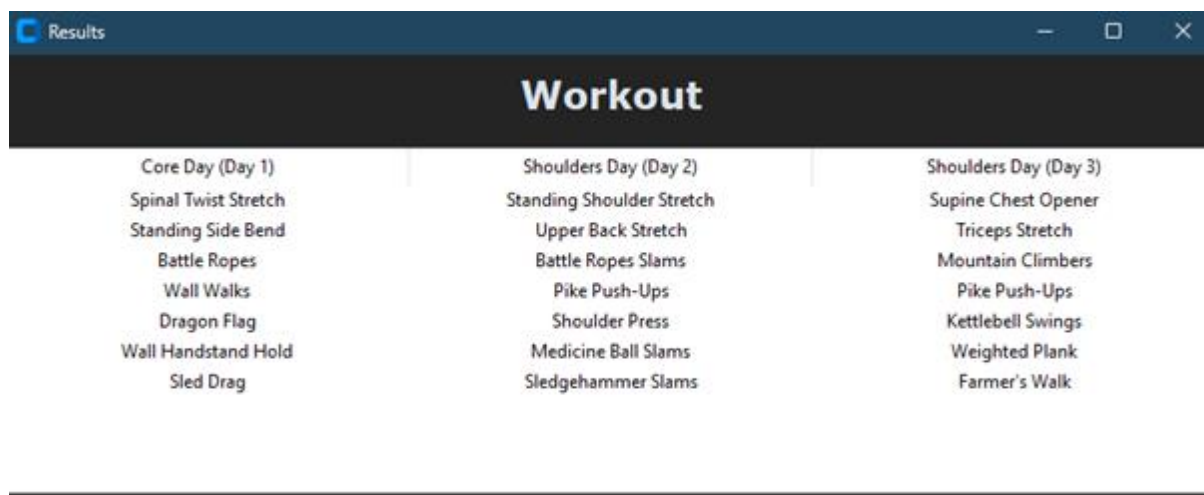 Results
Workout
Core Day (Day 1) Shoulders Day (Day 2) Shoulders Day (Day 3)
Spinal Twist Stretch Standing Shoulder Stretch Supine Chest Opener
Standing Side Bend Upper Back Stretch Triceps Stretch
Battle Ropes Battle Ropes Slams Mountain Climbers
Wall Walks Pike Push-Ups Pike Push-Ups
Dragon Flag Shoulder Press Kettlebell Swings
Wall Handstand Hold Medicine Ball Slams Weighted Plank
Sled Drag Sledgehammer Slams Farmer's Walk